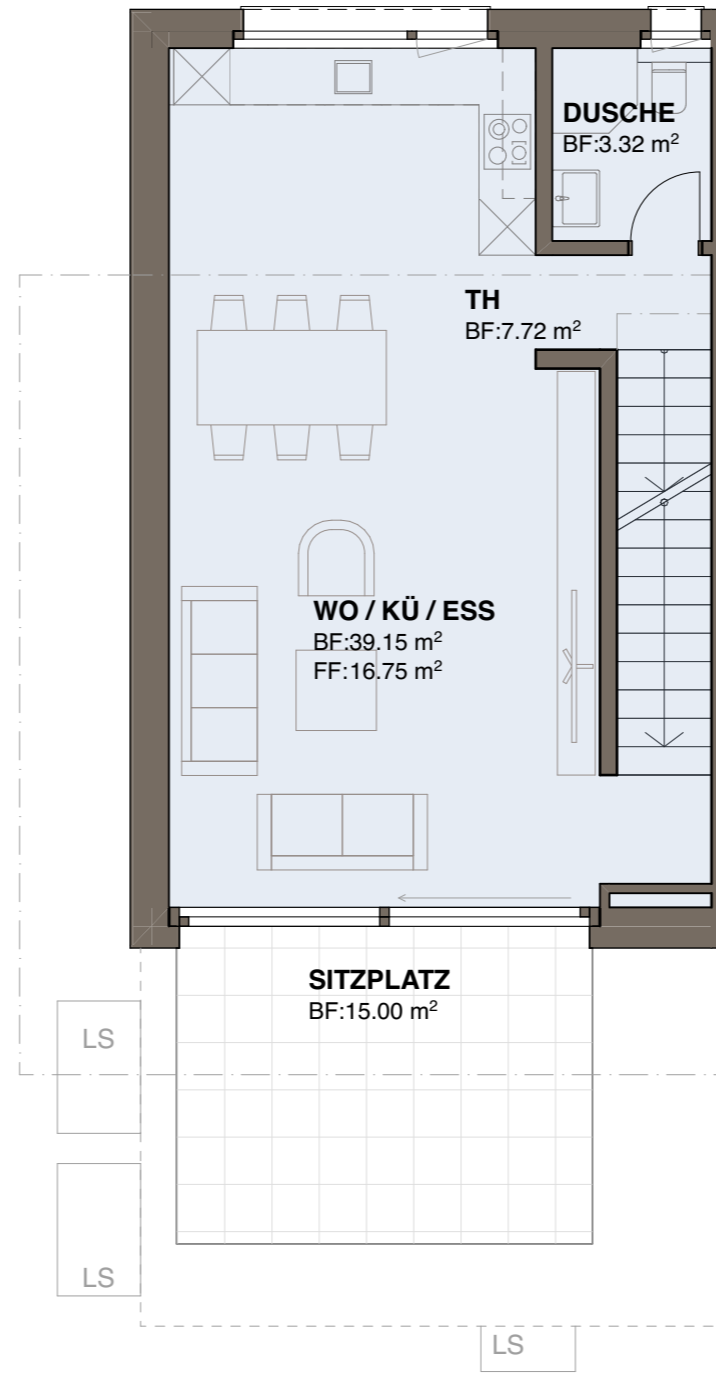 DUSCHE
BF:3.32 m²
TH
BF:7.72 m²
WO / KÜ / ESS
BF:39.15 m²
FF:16.75 m²
SITZPLATZ
BF:15.00 m²
LS
LS
LS